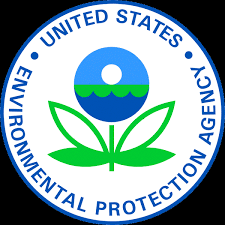 UNITED STATES
ENVIRONMENTAL PROTECTION AGENCY